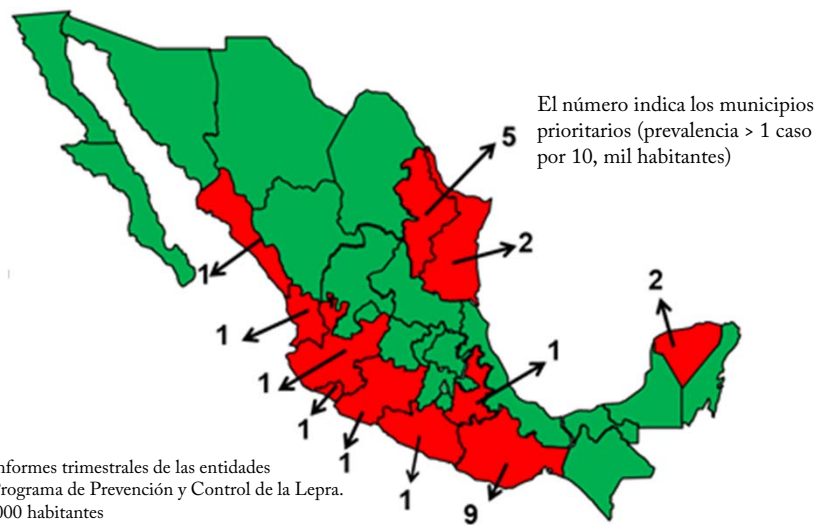 El número indica los municipios
prioritarios (prevalencia > 1 caso
por 10, mil habitantes)
5
2
1
2
1
1
1
1
1
1
9
nformes trimestrales de las entidades
rograma de Prevención y Control de la Lepra.
000 habitantes